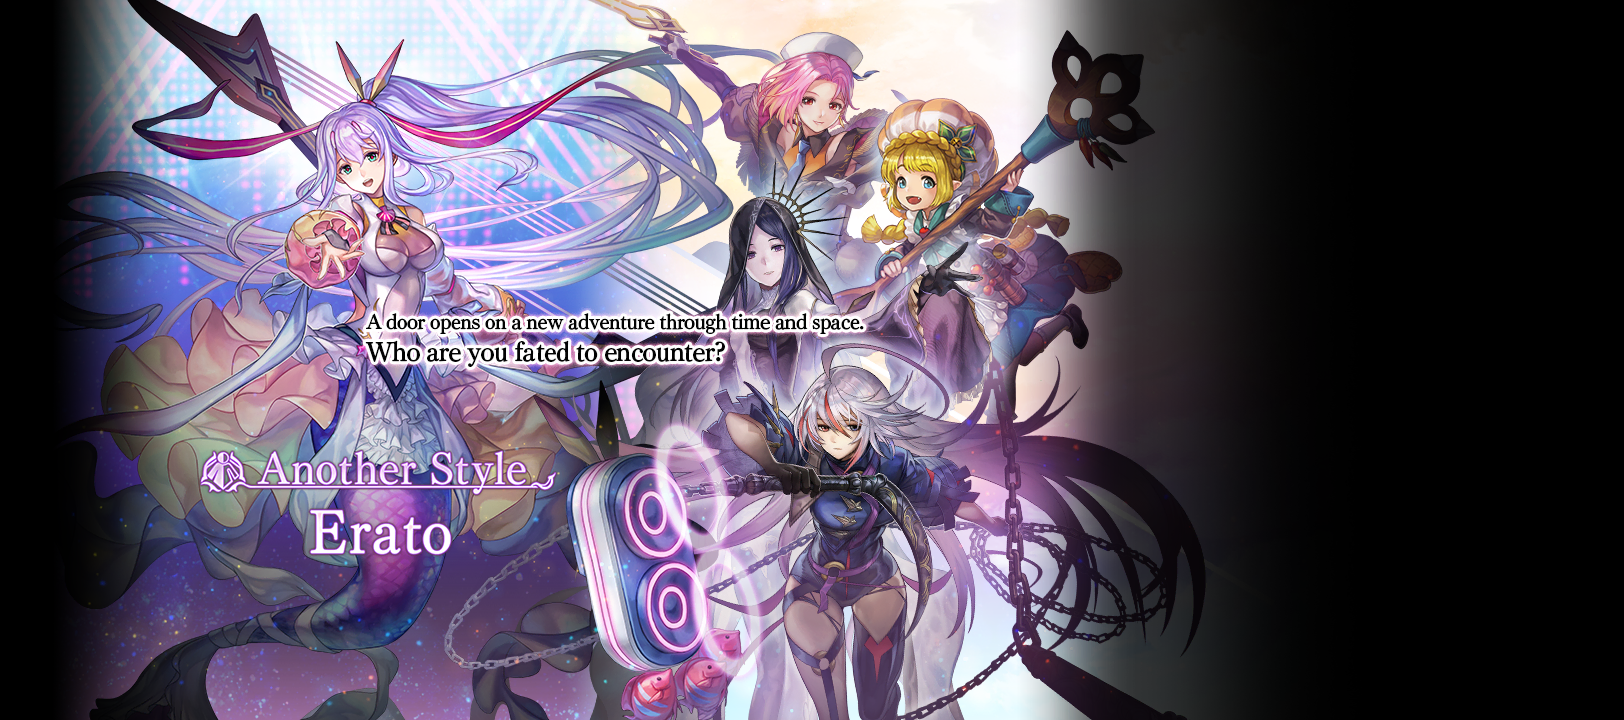 A door opens on a new adventure through time and space.
Who are you fated to encounter?
Another Style
Erato